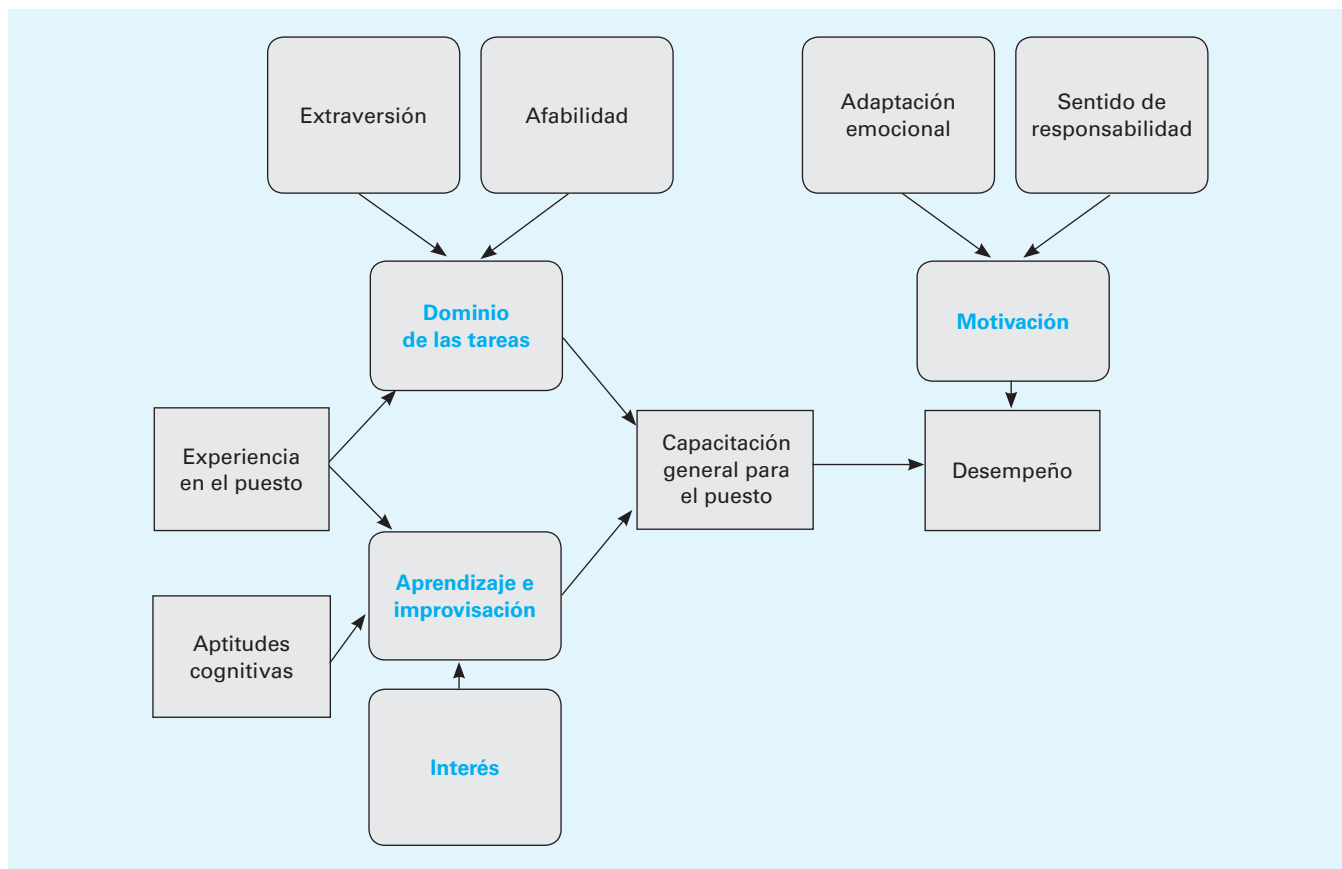 Extraversión
Afabilidad
Adaptación
emocional
Sentido de
responsabilidad
Dominio
de las tareas
Motivación
Experiencia
en el puesto
Capacitación
general para
el puesto
Desempeño
Aprendizaje e
improvisación
Aptitudes
cognitivas
Interés